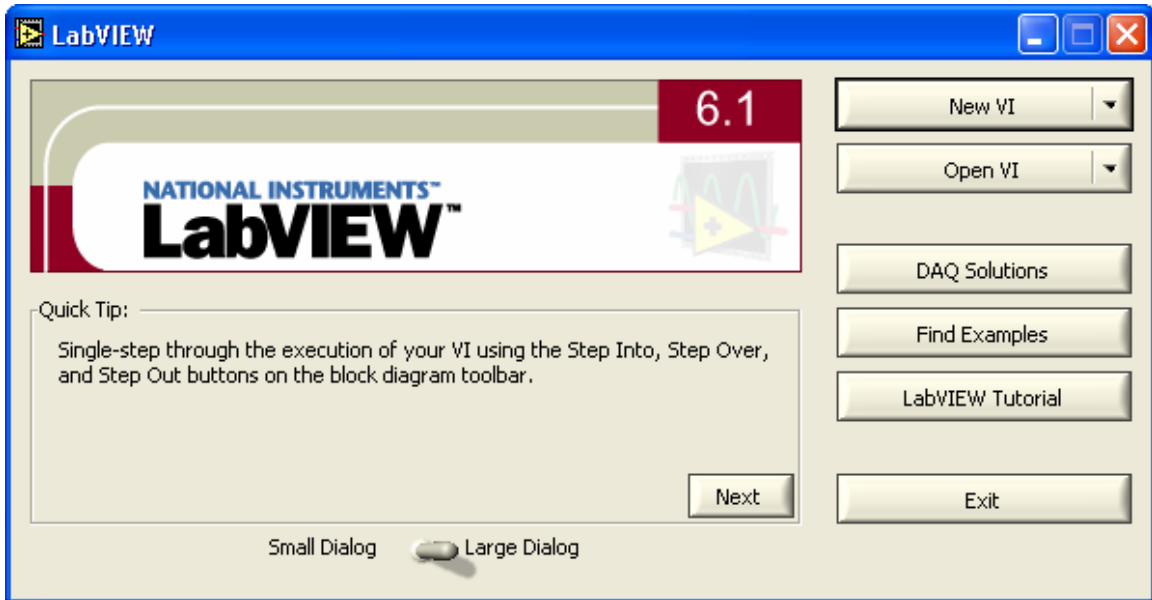 LabVIEW
6.1
NATIONAL INSTRUMENTS™
LabVIEW™
New VI
Open VI
DAQ Solutions
Find Examples
LabVIEW Tutorial
Exit
Quick Tip:
Single-step through the execution of your VI using the Step Into, Step Over,
and Step Out buttons on the block diagram toolbar.
Next
Small Dialog
Large Dialog